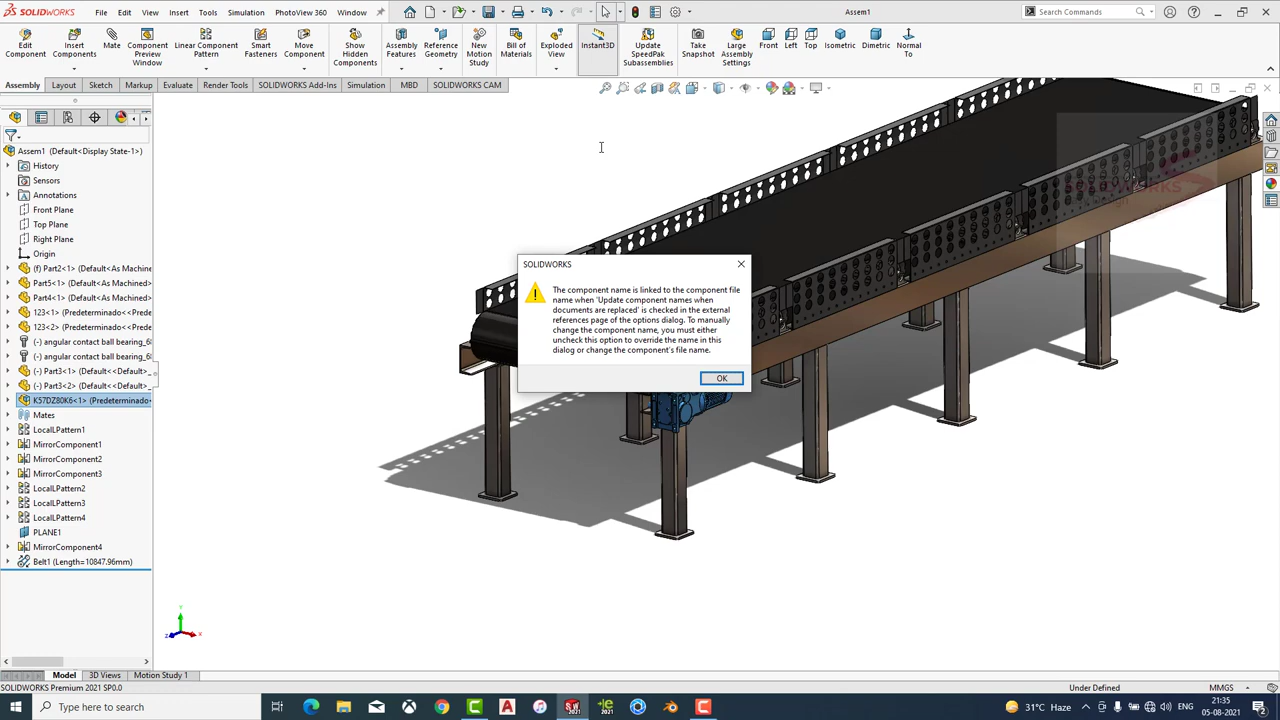 SOLIDWORKS File Edit View Insert Tools Simulation PhotoView 360 Window Assem1 Search Commands
Edit Component
Insert Components
Mate
Component Preview Window
Linear Component Pattern
Smart Fasteners
Move Component
Show Hidden Components
Assembly Features
Reference Geometry
New Motion Study
Bill of Materials
Exploded View
Instant3D
Update SpeedPak Subassemblies
Take Snapshot
Large Assembly Settings
Front
Left
Top
Isometric
Dimetric
Normal To
Assembly Layout Sketch Markup Evaluate Render Tools SOLIDWORKS Add-Ins Simulation MBD SOLIDWORKS CAM
Assem1 (Default<Display State-1>)
History
Sensors
Annotations
Front Plane
Top Plane
Right Plane
Origin
(f) Part2<1> (Default<As Machine
Part5<1> (Default<As Machined
Part4<1> (Default<As Machined
123<1> (Predeterminado<<Prede
123<2> (Predeterminado<<Prede
(-) angular contact ball bearing_68
(-) angular contact ball bearing_68
(-) Part3<1> (Default<<Default>_
(-) Part3<2> (Default<<Default>_
K57DZ80K6<1> (Predeterminado<
Mates
LocalLPattern1
MirrorComponent1
MirrorComponent2
MirrorComponent3
LocalLPattern2
LocalLPattern3
LocalLPattern4
PLANE1
MirrorComponent4
Belt1 (Length=10847.96mm)
SOLIDWORKS
The component name is linked to the component file
name when 'Update component names when
documents are replaced' is checked in the external
references page of the options dialog. To manually
change the component name, you must either
uncheck this option to override the name in this
dialog or change the component's file name.
OK
SOLIDWORKS
Y
X
Z
Model 3D Views Motion Study 1
SOLIDWORKS Premium 2021 SP0.0 Under Defined MMGS
Type here to search 31°C Haze ENG 21:35
05-08-2021